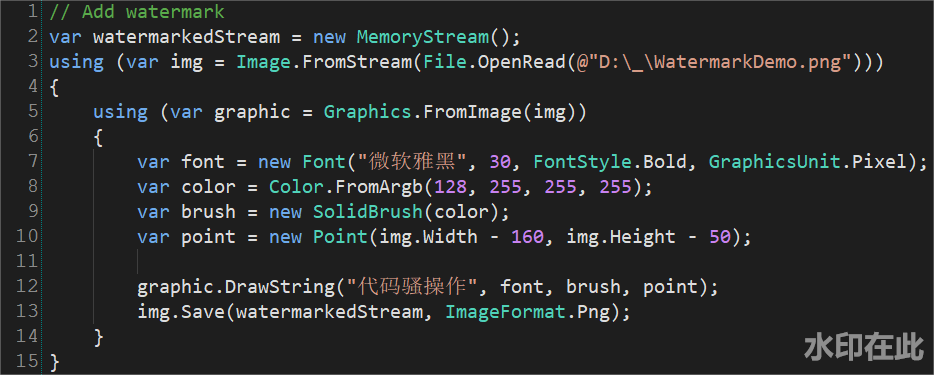 1 // Add watermark
2 var watermarkedStream = new MemoryStream();
3 using (var img = Image.FromStream(File.OpenRead(@"D:\_\WatermarkDemo.png")))
4 {
5     using (var graphic = Graphics.FromImage(img))
6     {
7         var font = new Font("微软雅黑", 30, FontStyle.Bold, GraphicsUnit.Pixel);
8         var color = Color.FromArgb(128, 255, 255, 255);
9         var brush = new SolidBrush(color);
10         var point = new Point(img.Width - 160, img.Height - 50);
11
12         graphic.DrawString("代码骚操作", font, brush, point);
13         img.Save(watermarkedStream, ImageFormat.Png);
14     }
15 }
水印在此